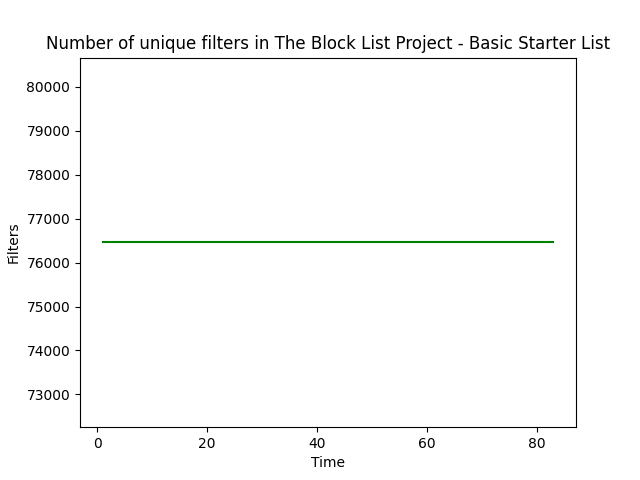 Number of unique filters in The Block List Project - Basic Starter List
80000
79000
78000
77000
76000
75000
74000
73000
Filters
0 20 40 60 80
Time